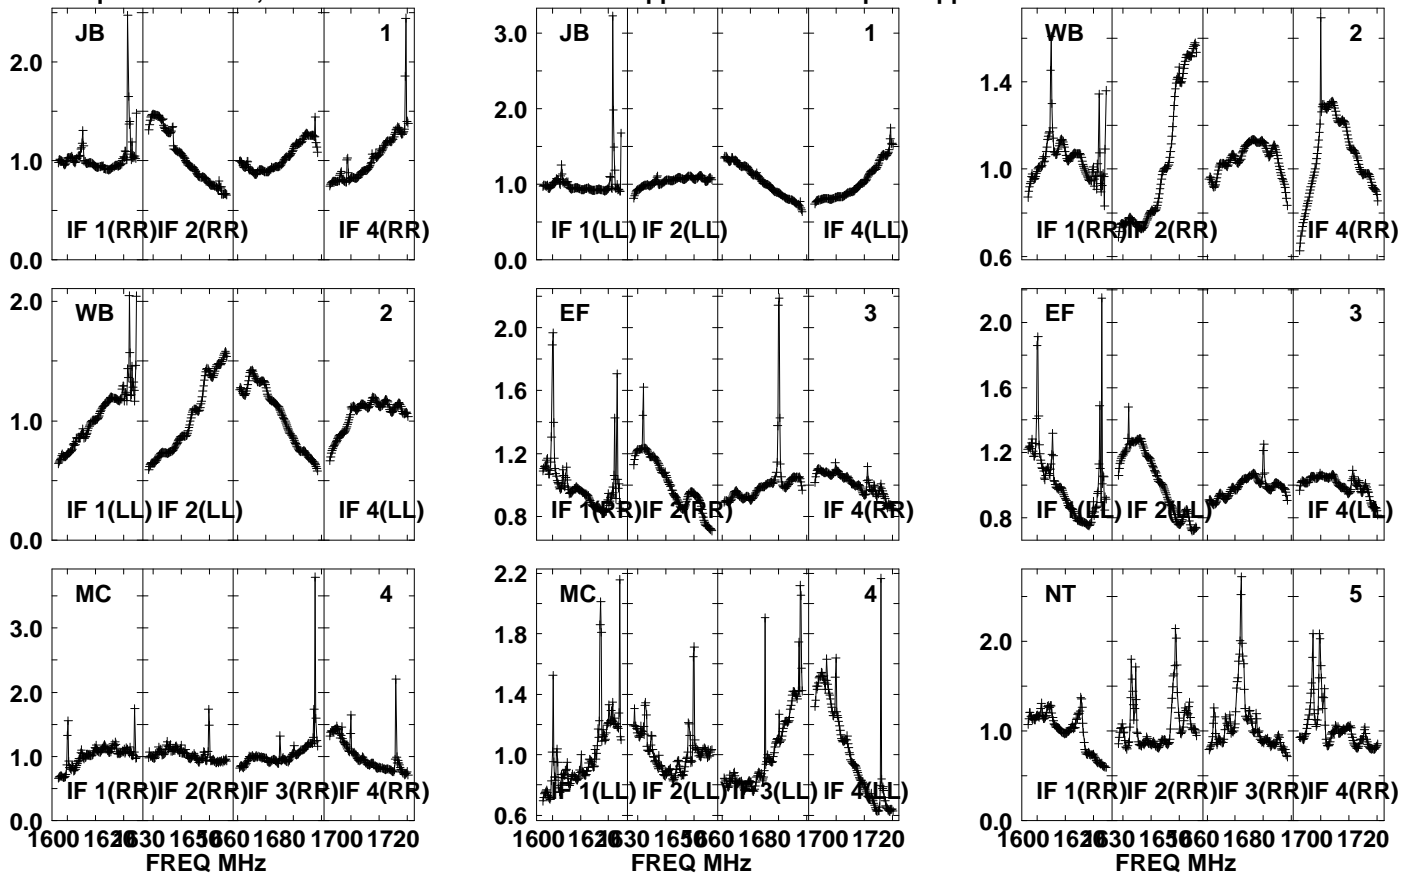 JB 1
2.0
1.0
0.0
IF 1(RR) IF 2(RR) IF 4(RR)
JB 1
3.0
2.0
1.0
0.0
IF 1(LL) IF 2(LL) IF 4(LL)
WB 2
1.4
1.0
0.6
IF 1(RR) IF 2(RR) IF 4(RR)
WB 2
2.0
1.0
0.0
IF 1(LL) IF 2(LL) IF 4(LL)
EF 3
2.0
1.6
1.2
0.8
IF 1(RR) IF 2(RR) IF 4(RR)
EF 3
2.0
1.6
1.2
0.8
IF 1(LL) IF 2(LL) IF 4(LL)
MC 4
3.0
2.0
1.0
0.0
IF 1(RR) IF 2(RR) IF 3(RR) IF 4(RR)
1600 1620 1630 1650 1660 1700 1720
FREQ MHz
MC 4
2.2
1.8
1.4
1.0
0.6
IF 1(LL) IF 2(LL) IF 3(LL) IF 4(LL)
NT 5
2.0
1.0
0.0
IF 1(RR) IF 2(RR) IF 3(RR) IF 4(RR)
1600 1620 1630 1650 1660 1700 1720
FREQ MHz